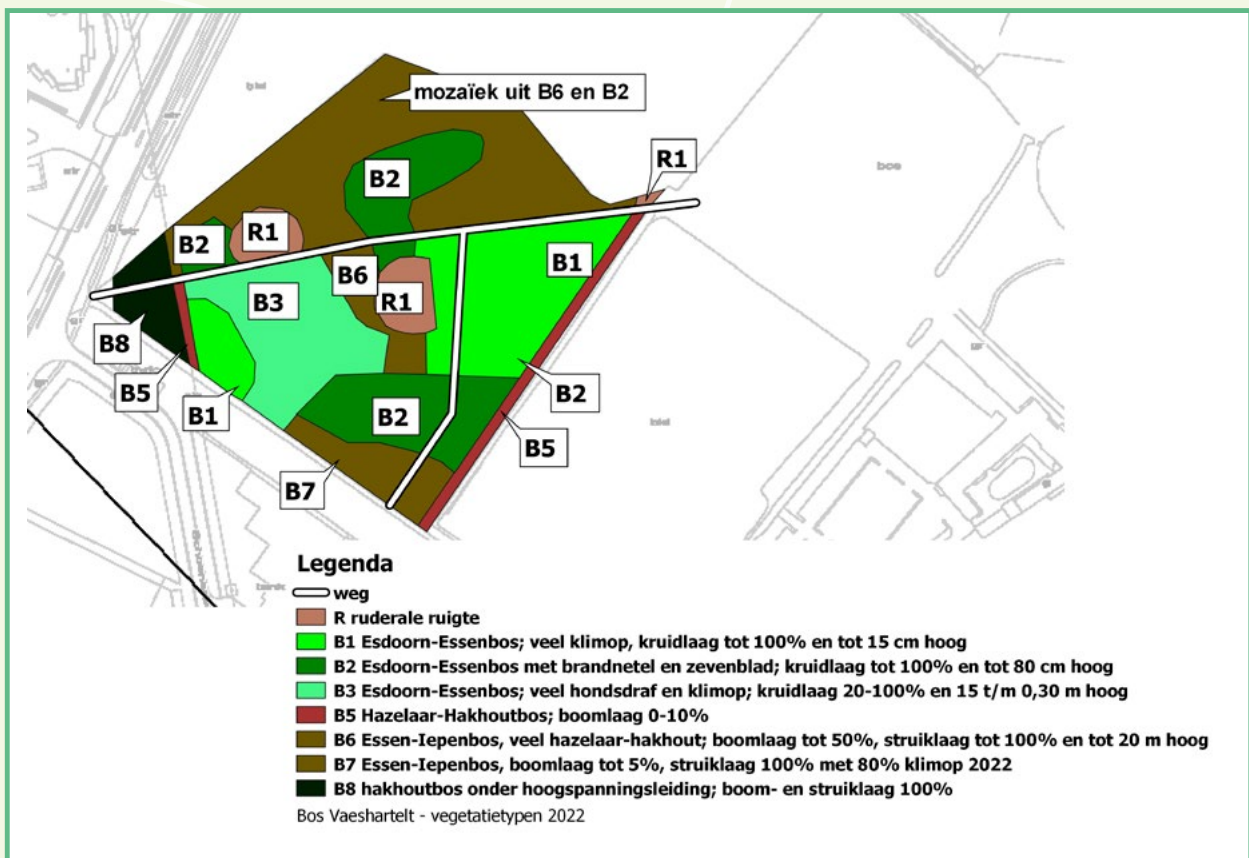 mozaïek uit B6 en B2
bos
R1
B2
B2
R1
B1
B6
B3
R1
B8
B5
B1
B2
B2
B5
B7
Legenda
weg
R ruderale ruigte
B1 Esdoorn-Essenbos; veel klimop, kruidlaag tot 100% en tot 15 cm hoog
B2 Esdoorn-Essenbos met brandnetel en zevenblad; kruidlaag tot 100% en tot 80 cm hoog
B3 Esdoorn-Essenbos; veel hondsdraf en klimop; kruidlaag 20-100% en 15 t/m 0,30 m hoog
B5 Hazelaar-Hakhoutbos; boomlaag 0-10%
B6 Essen-Iepenbos, veel hazelaar-hakhout; boomlaag tot 50%, struiklaag tot 100% en tot 20 m hoog
B7 Essen-Iepenbos, boomlaag tot 5%, struiklaag 100% met 80% klimop 2022
B8 hakhoutbos onder hoogspanningsleiding; boom- en struiklaag 100%
Bos Vaeshartelt - vegetatietypen 2022